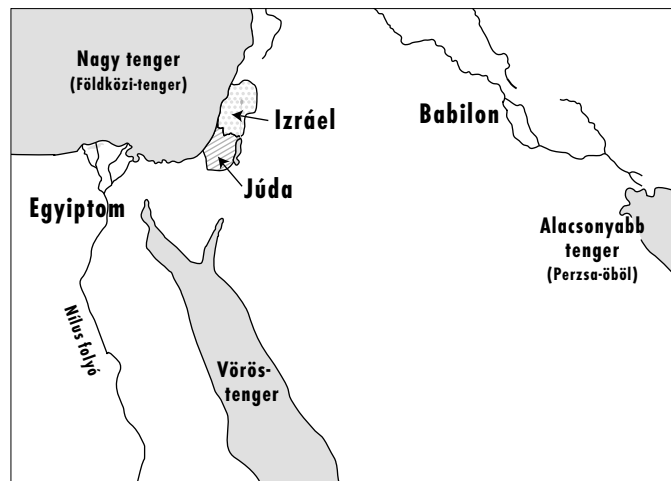 Nagy tenger
(Földközi-tenger)
Izráel
Babilon
Júda
Egyiptom
Alacsonyabb
tenger
(Perzsa-öböl)
Nílus folyó
Vörös-
tenger